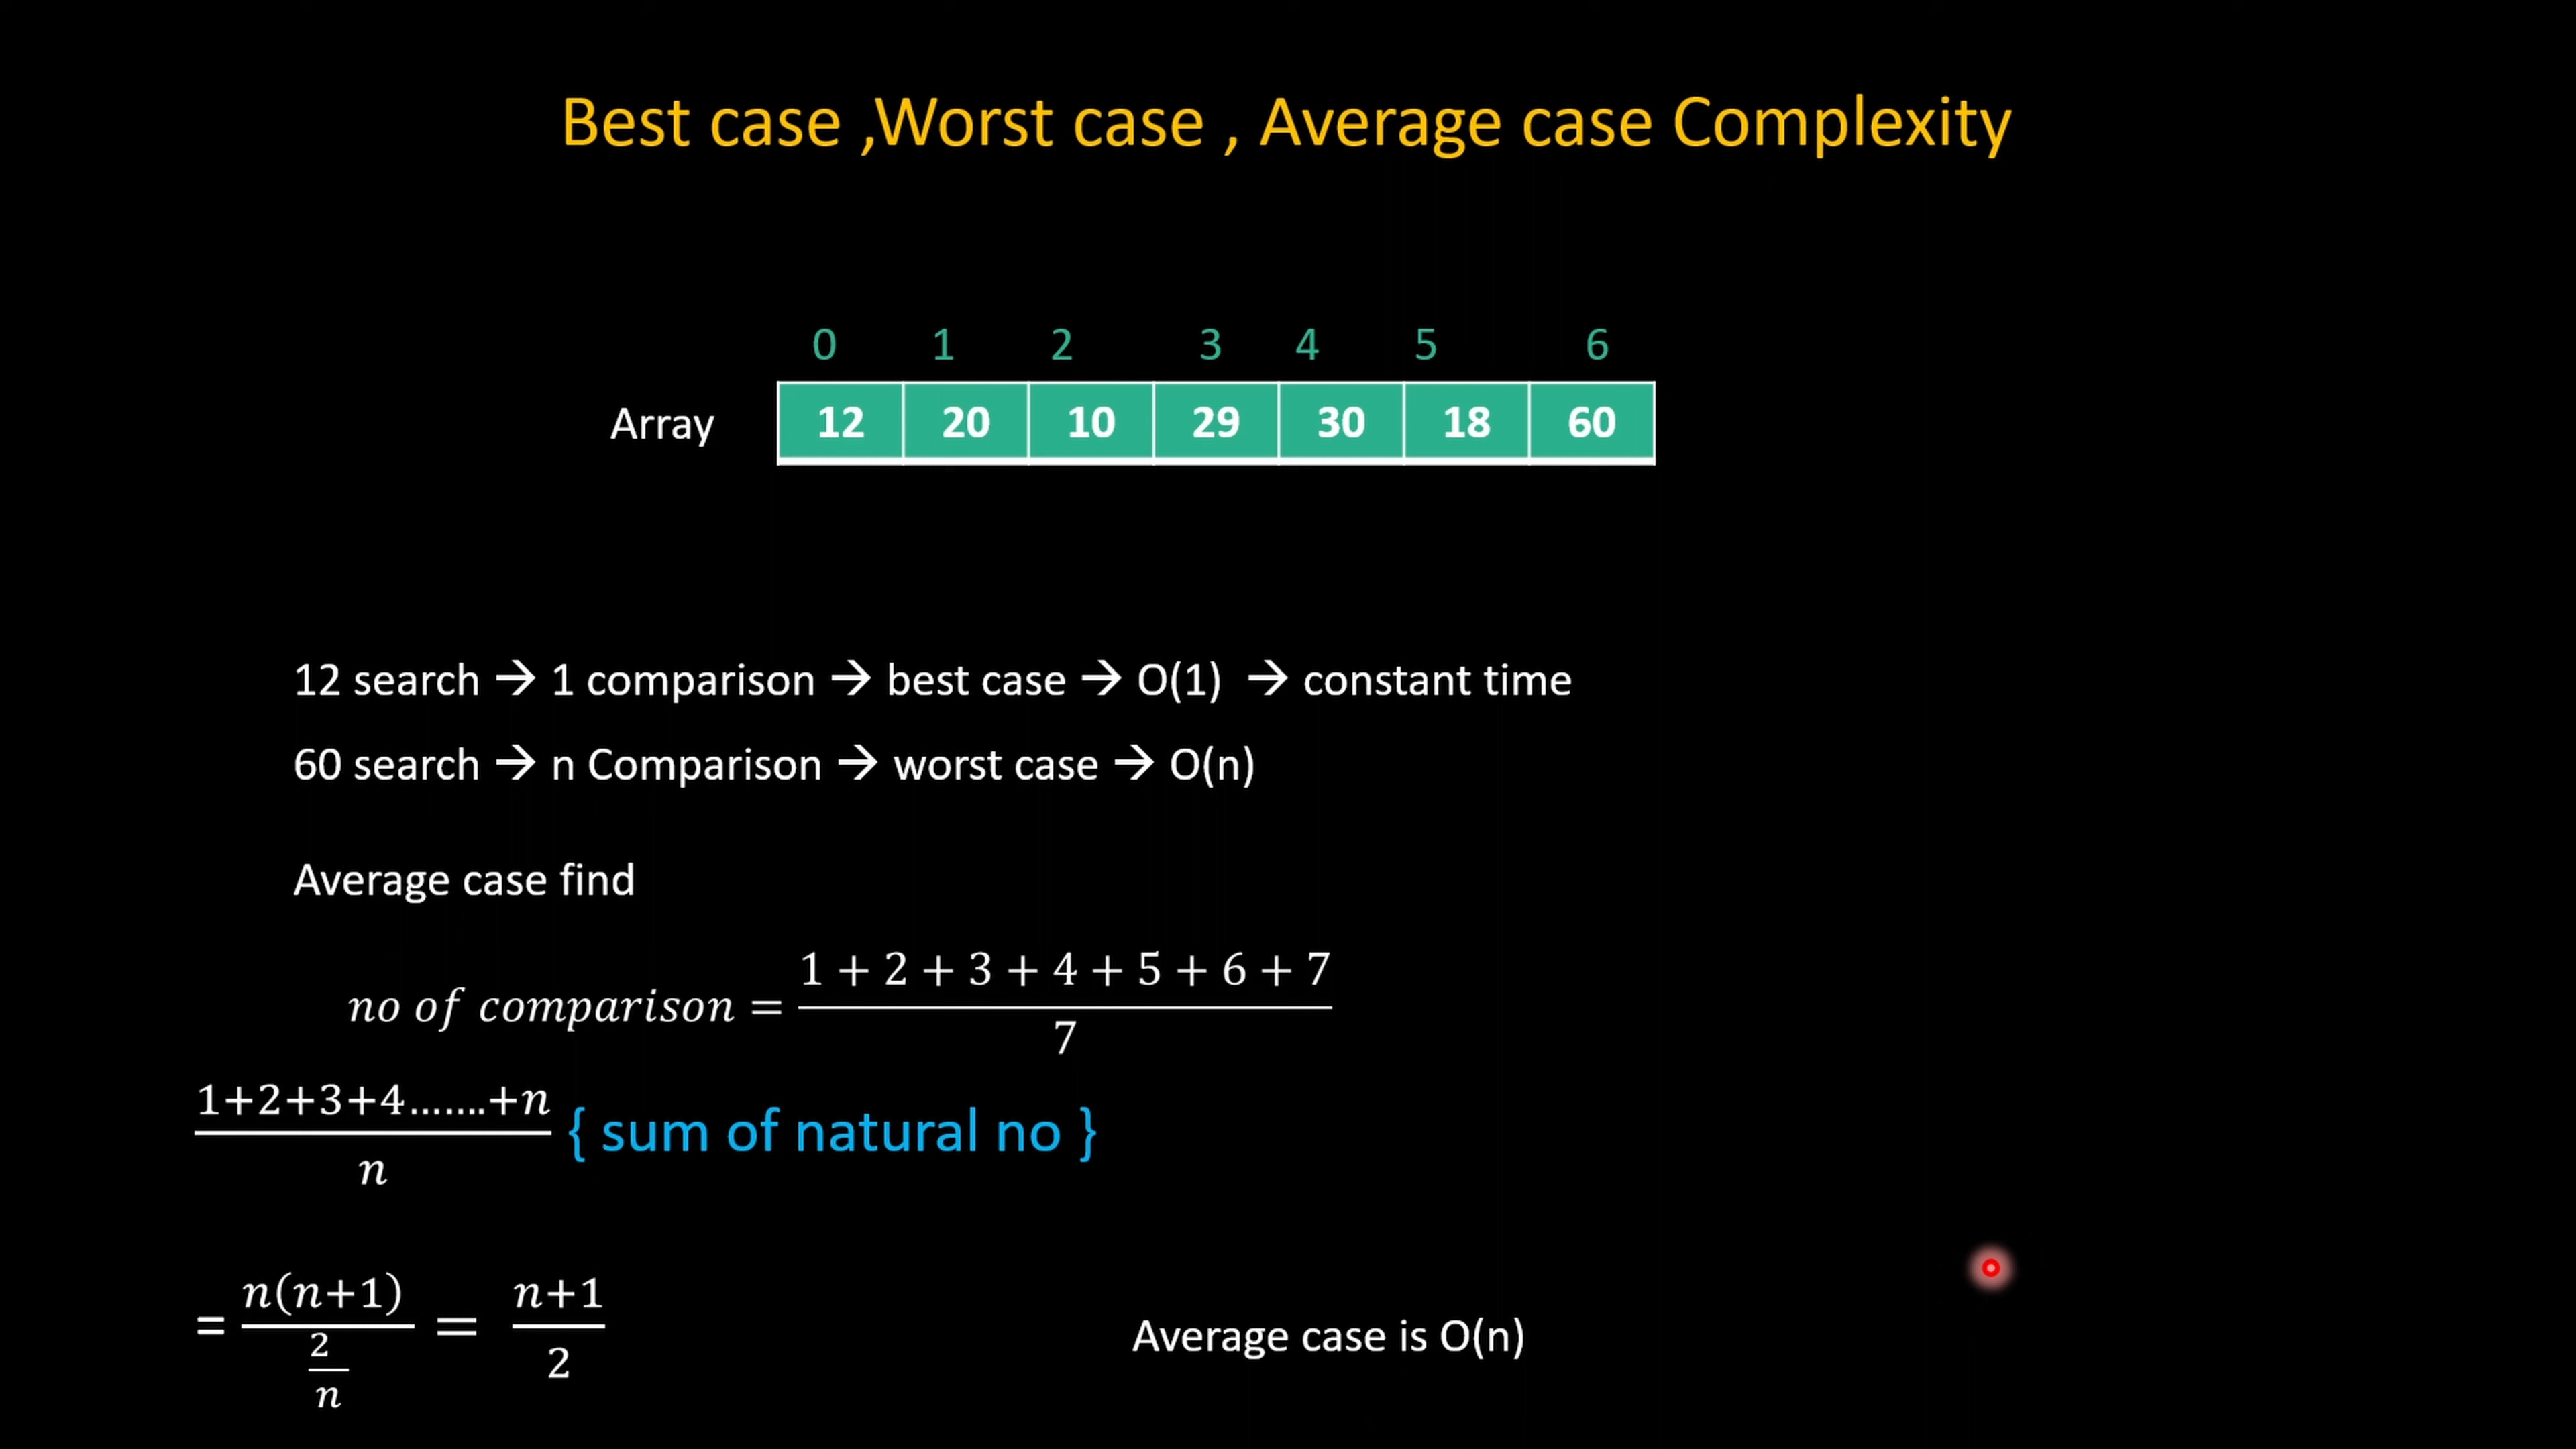 Best case ,Worst case , Average case Complexity
0 1 2 3 4 5 6
Array 12 20 10 29 30 18 60
12 search → 1 comparison → best case → O(1) → constant time
60 search → n Comparison → worst case → O(n)
Average case find
no of comparison = 1 + 2 + 3 + 4 + 5 + 6 + 7
7
1+2+3+4.......+n { sum of natural no }
n
= n(n+1) = n+1
2 2
n
Average case is O(n)